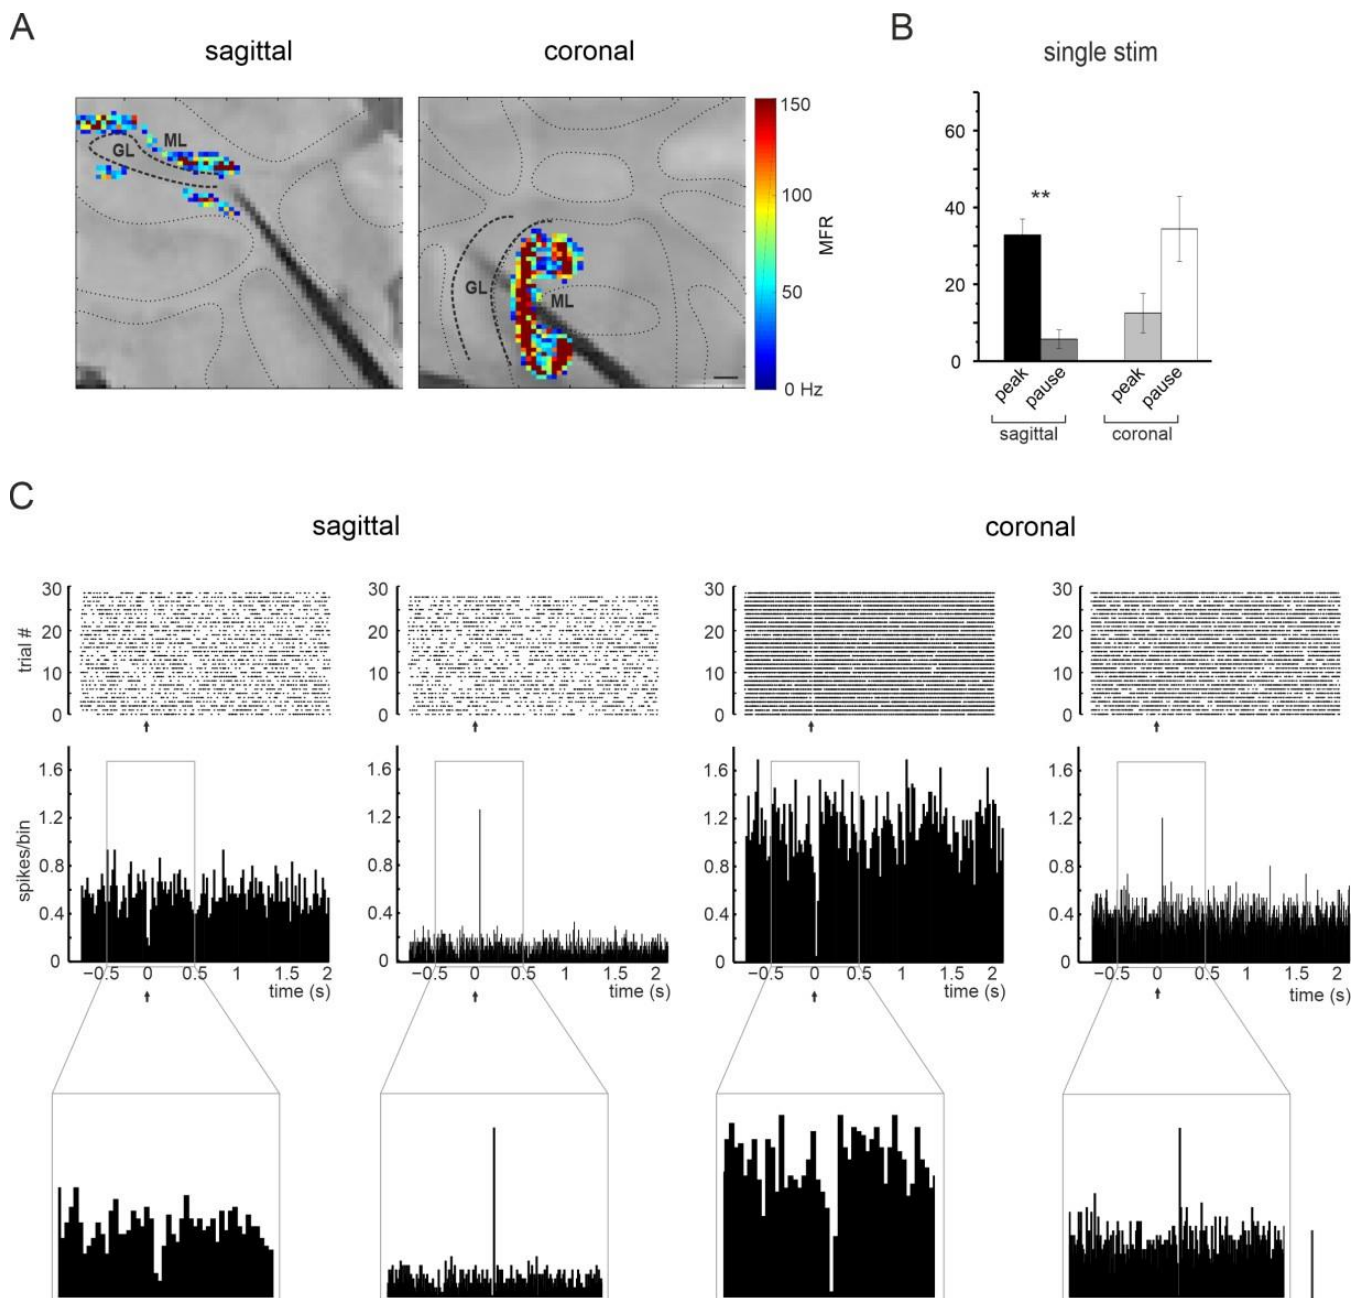 A
sagittal
coronal
GL
ML
GL
ML
150
100
50
0 Hz
MFR
B
single stim
60
40
20
0
**
peak
pause
peak
pause
sagittal
coronal
C
sagittal
coronal
trial #
30
20
10
0
30
20
10
0
30
20
10
0
30
20
10
0
spikes/bin
1.6
1.2
0.8
0.4
0
−0.5 0 0.5 1 1.5 2
time (s)
1.6
1.2
0.8
0.4
0
−0.5 0 0.5 1 1.5 2
time (s)
1.6
1.2
0.8
0.4
0
−0.5 0 0.5 1 1.5 2
time (s)
1.6
1.2
0.8
0.4
0
−0.5 0 0.5 1 1.5 2
time (s)